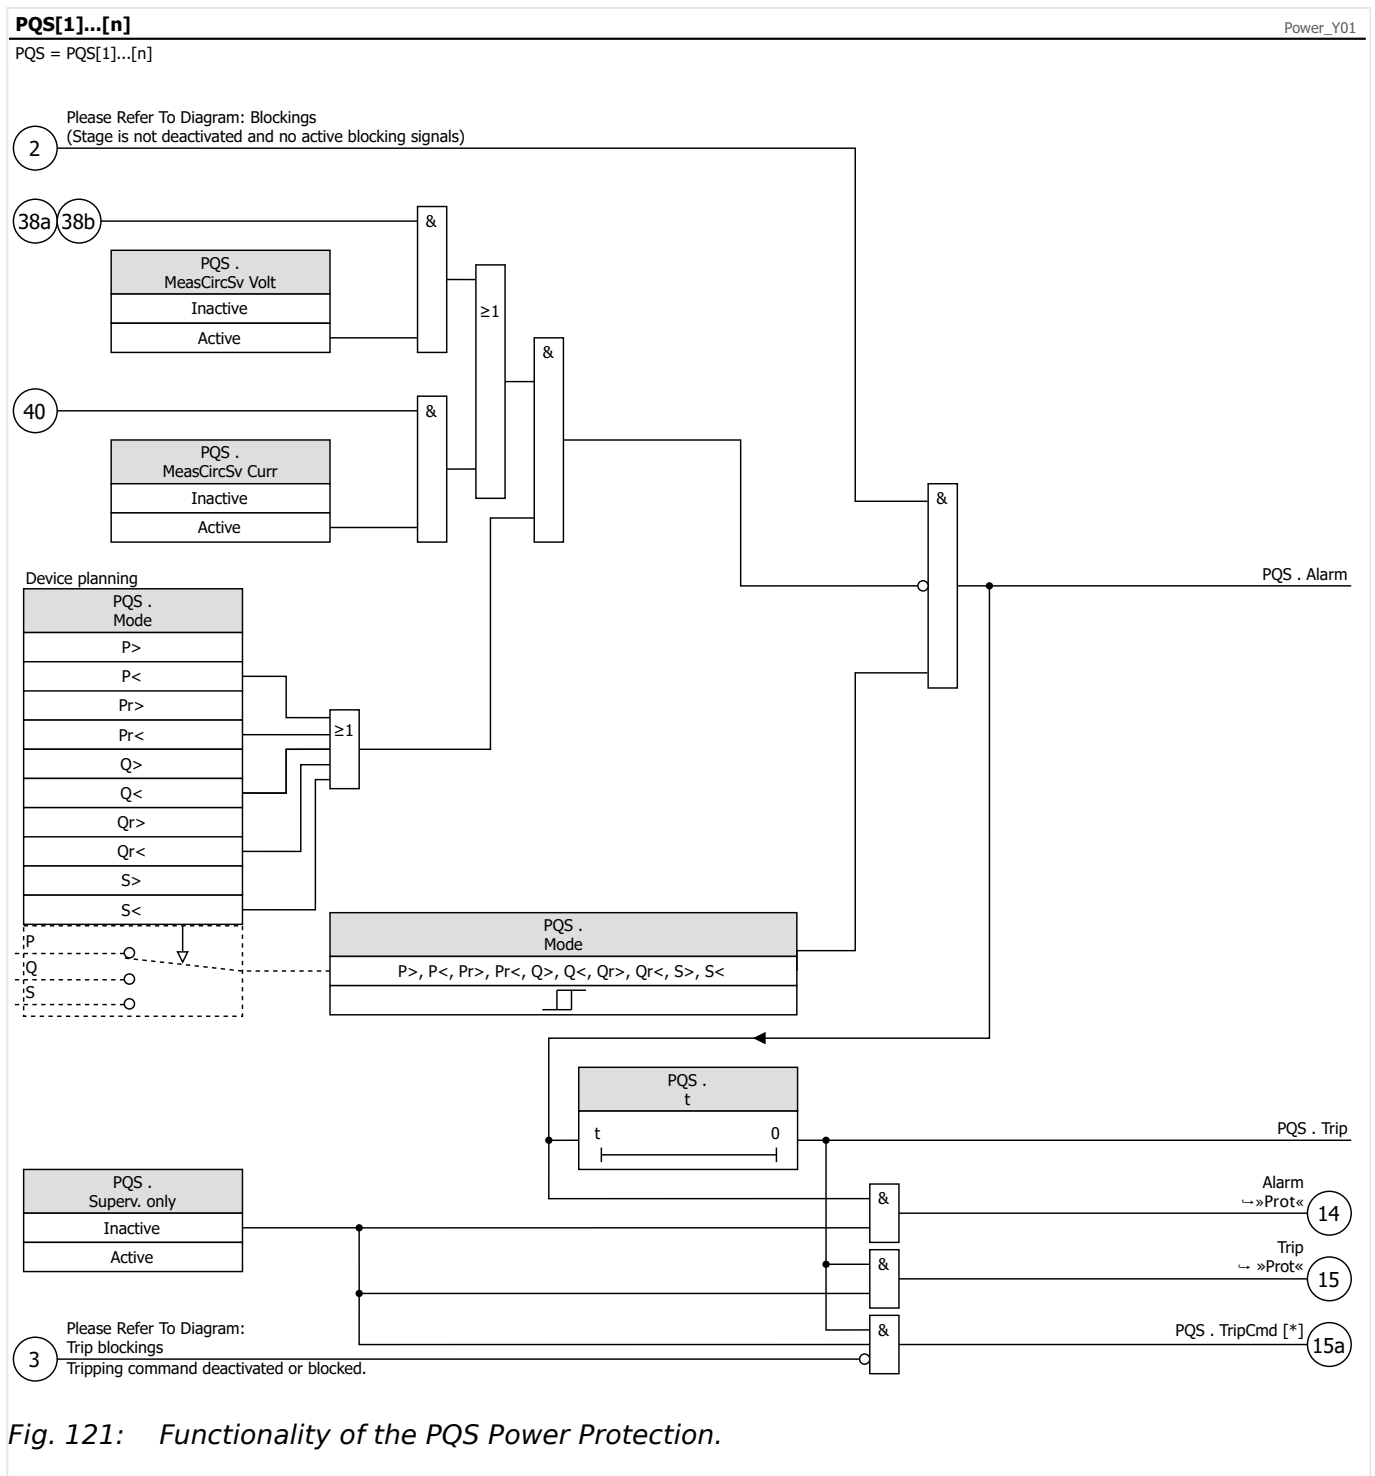 PQS[1]...[n]
Power_Y01
PQS = PQS[1]...[n]
Please Refer To Diagram: Blockings
(Stage is not deactivated and no active blocking signals)
2
38a
38b
&
PQS .
MeasCircSv Volt
Inactive
Active
≥1
&
40
&
PQS .
MeasCircSv Curr
Inactive
Active
&
PQS . Alarm
Device planning
PQS .
Mode
P>
P<
Pr>
Pr<
Q>
Q<
Qr>
Qr<
S>
S<
≥1
P
Q
S
PQS .
Mode
P>, P<, Pr>, Pr<, Q>, Q<, Qr>, Qr<, S>, S<
PQS .
t
t
0
PQS . Trip
PQS .
Superv. only
Inactive
Active
&
Alarm
↪»Prot«
14
&
Trip
↪ »Prot«
15
&
PQS . TripCmd [*]
15a
Please Refer To Diagram:
Trip blockings
3
Tripping command deactivated or blocked.
Fig. 121: Functionality of the PQS Power Protection.